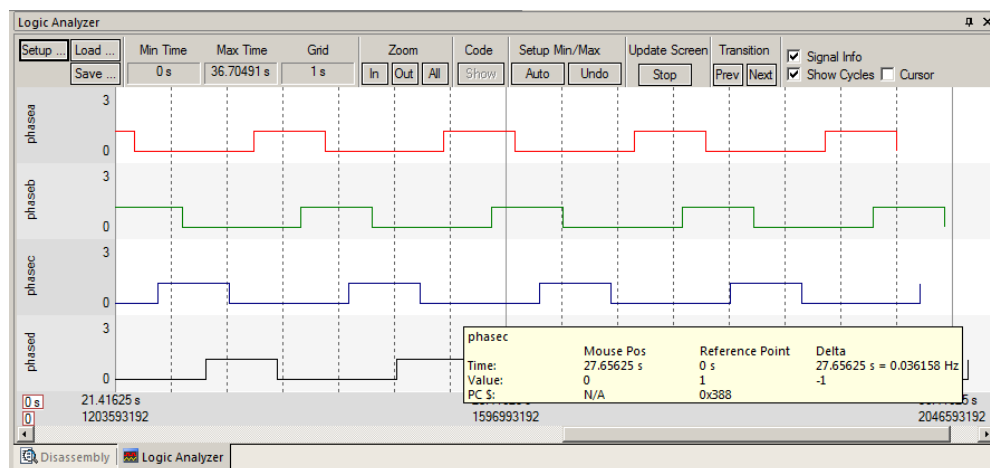 Logic Analyzer
Setup ... Load ... Min Time Max Time Grid Zoom Code Setup Min/Max Update Screen Transition Signal Info
Save ... 0 s 36.70491 s 1 s In Out All Show Auto Undo Stop Prev Next Show Cycles Cursor
3
phasea
0
3
phaseb
0
3
phasec
0
3
phased
0
phasec
Mouse Pos Reference Point Delta
Time: 27.65625 s 0 s 27.65625 s = 0.036158 Hz
Value: 0 1 -1
PC $: N/A 0x388
0 s 21.41625 s
0 1203593192 1596993192 2046593192
Disassembly Logic Analyzer